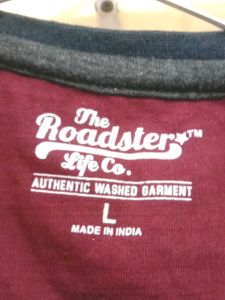 The
Roadster™
Life Co.
AUTHENTIC WASHED GARMENT
L
MADE IN INDIA